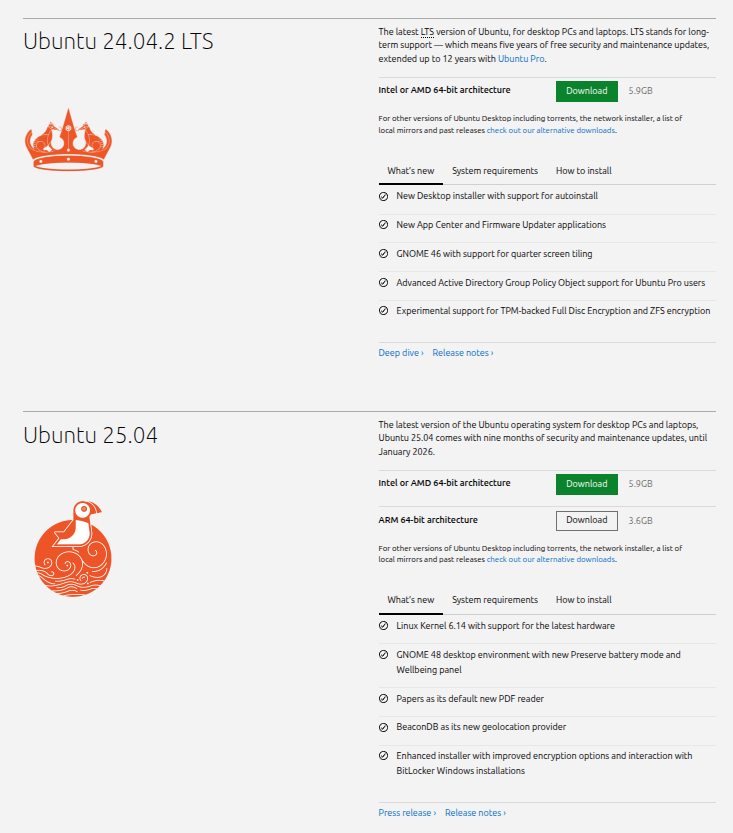 Ubuntu 24.04.2 LTS
The latest LTS version of Ubuntu, for desktop PCs and laptops. LTS stands for long-
term support — which means five years of free security and maintenance updates,
extended up to 12 years with Ubuntu Pro.
Intel or AMD 64-bit architecture Download 5.9GB
For other versions of Ubuntu Desktop including torrents, the network installer, a list of
local mirrors and past releases check out our alternative downloads.
What's new System requirements How to install
New Desktop installer with support for autoinstall
New App Center and Firmware Updater applications
GNOME 46 with support for quarter screen tiling
Advanced Active Directory Group Policy Object support for Ubuntu Pro users
Experimental support for TPM-backed Full Disc Encryption and ZFS encryption
Deep dive › Release notes ›
Ubuntu 25.04
The latest version of the Ubuntu operating system for desktop PCs and laptops,
Ubuntu 25.04 comes with nine months of security and maintenance updates, until
January 2026.
Intel or AMD 64-bit architecture Download 5.9GB
ARM 64-bit architecture Download 3.6GB
For other versions of Ubuntu Desktop including torrents, the network installer, a list of
local mirrors and past releases check out our alternative downloads.
What's new System requirements How to install
Linux Kernel 6.14 with support for the latest hardware
GNOME 48 desktop environment with new Preserve battery mode and
Wellbeing panel
Papers as its default new PDF reader
BeaconDB as its new geolocation provider
Enhanced installer with improved encryption options and interaction with
BitLocker Windows installations
Press release › Release notes ›